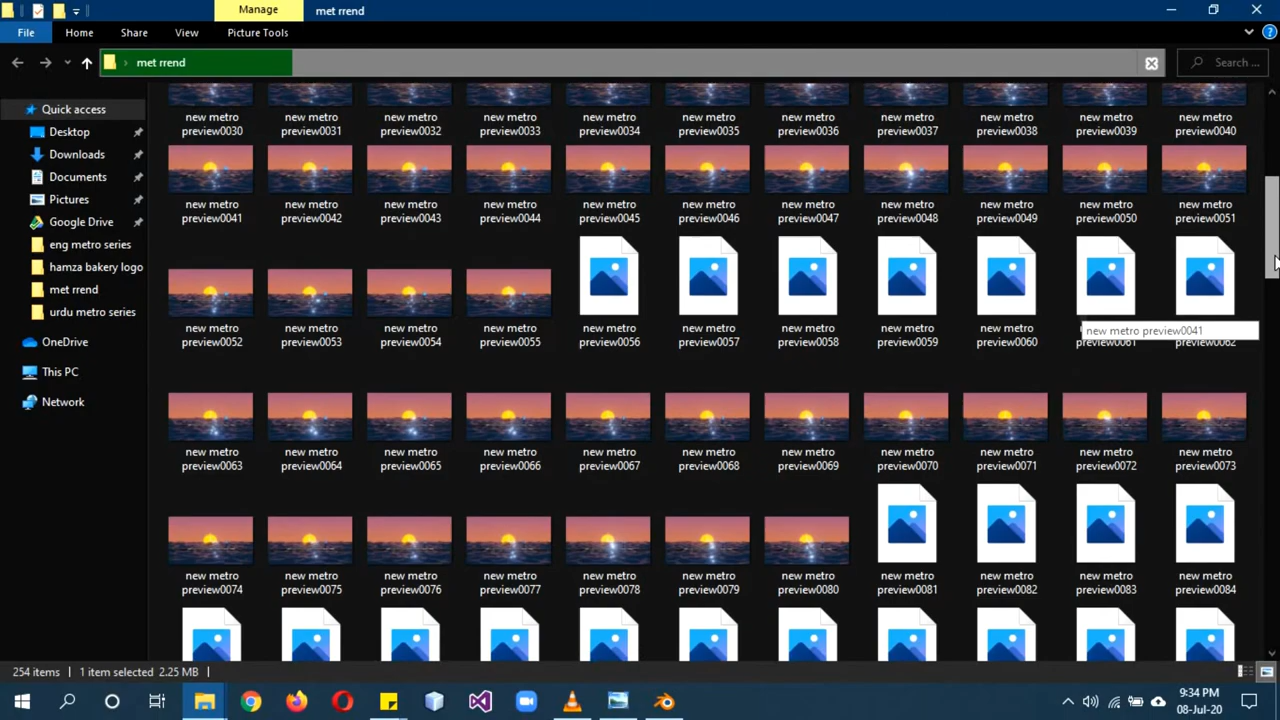 Manage
met rrend
File
Home
Share
View
Picture Tools
met rrend
Search ...
Quick access
Desktop
Downloads
Documents
Pictures
Google Drive
eng metro series
hamza bakery logo
met rrend
urdu metro series
OneDrive
This PC
Network
new metro preview0030
new metro preview0031
new metro preview0032
new metro preview0033
new metro preview0034
new metro preview0035
new metro preview0036
new metro preview0037
new metro preview0038
new metro preview0039
new metro preview0040
new metro preview0041
new metro preview0042
new metro preview0043
new metro preview0044
new metro preview0045
new metro preview0046
new metro preview0047
new metro preview0048
new metro preview0049
new metro preview0050
new metro preview0051
new metro preview0052
new metro preview0053
new metro preview0054
new metro preview0055
new metro preview0056
new metro preview0057
new metro preview0058
new metro preview0059
new metro preview0060
new metro preview0041
preview0061
preview0062
new metro preview0063
new metro preview0064
new metro preview0065
new metro preview0066
new metro preview0067
new metro preview0068
new metro preview0069
new metro preview0070
new metro preview0071
new metro preview0072
new metro preview0073
new metro preview0074
new metro preview0075
new metro preview0076
new metro preview0077
new metro preview0078
new metro preview0079
new metro preview0080
new metro preview0081
new metro preview0082
new metro preview0083
new metro preview0084
254 items
1 item selected 2.25 MB
9:34 PM
08-Jul-20